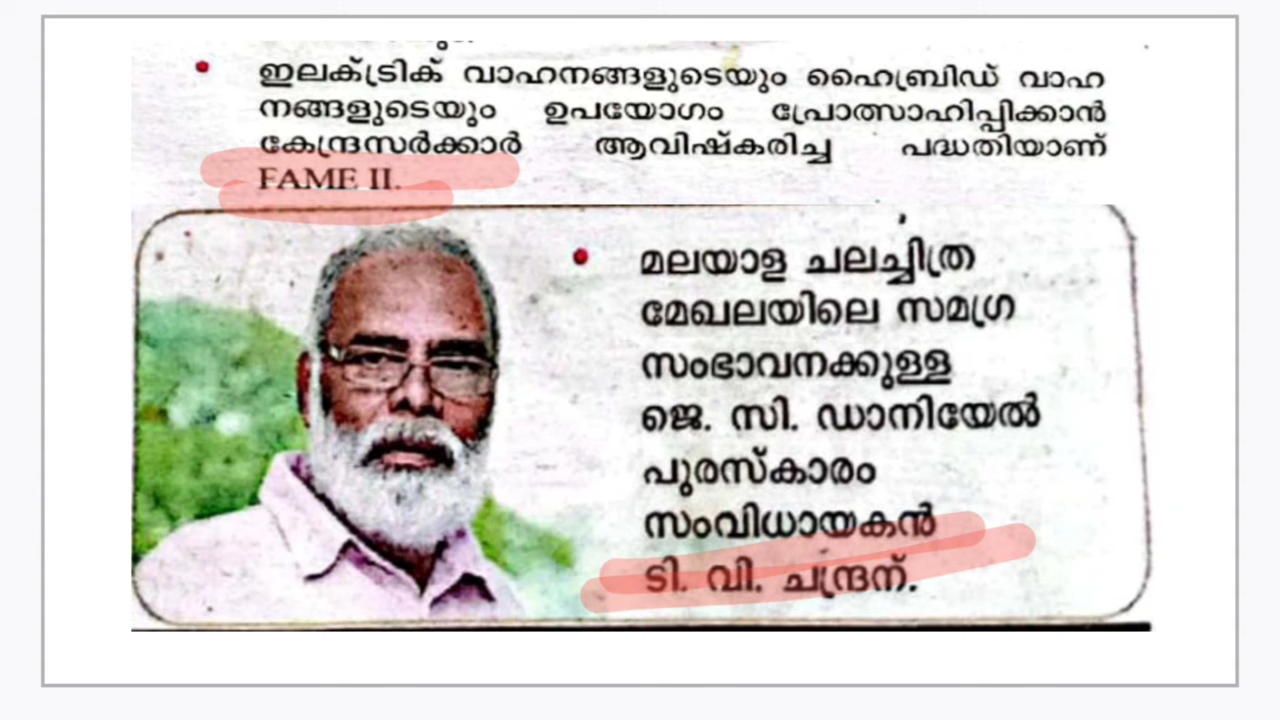 ഇലക്ട്രിക് വാഹനങ്ങളുടെയും ഹൈബ്രിഡ് വാഹ
നങ്ങളുടെയും ഉപയോഗം പ്രോത്സാഹിപ്പിക്കാൻ
കേന്ദ്രസർക്കാർ ആവിഷ്കരിച്ച പദ്ധതിയാണ്
FAME II.
മലയാള ചലച്ചിത്ര
മേഖലയിലെ സമഗ്ര
സംഭാവനക്കുള്ള
ജെ. സി. ഡാനിയേൽ
പുരസ്കാരം
സംവിധായകൻ
ടി. വി. ചന്ദ്രന്.